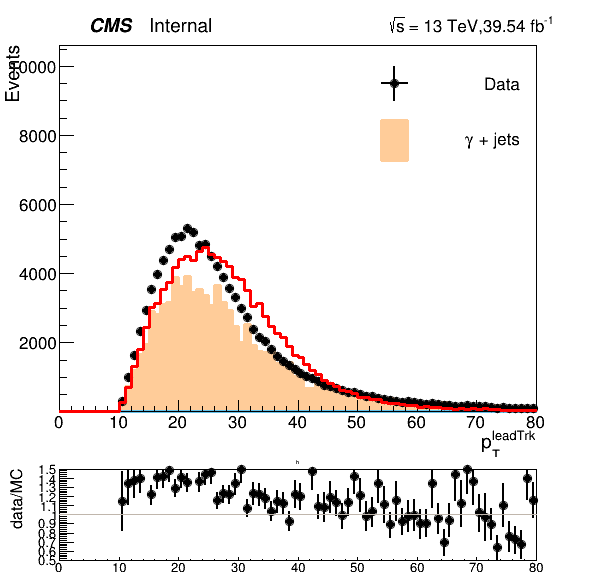 CMS Internal √s = 13 TeV,39.54 fb⁻¹
Events
10000
8000
6000
4000
2000
Data
γ + jets
0 10 20 30 40 50 60 70 80
p_T^leadTrk
data/MC
1.5
1.4
1.3
1.2
1.1
1
0.9
0.8
0.7
0.6
0.5
0 10 20 30 40 50 60 70 80